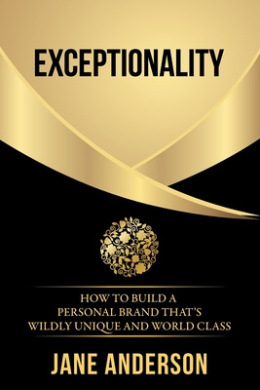 EXCEPTIONALITY
HOW TO BUILD A
PERSONAL BRAND THAT'S
WILDLY UNIQUE AND WORLD CLASS
JANE ANDERSON